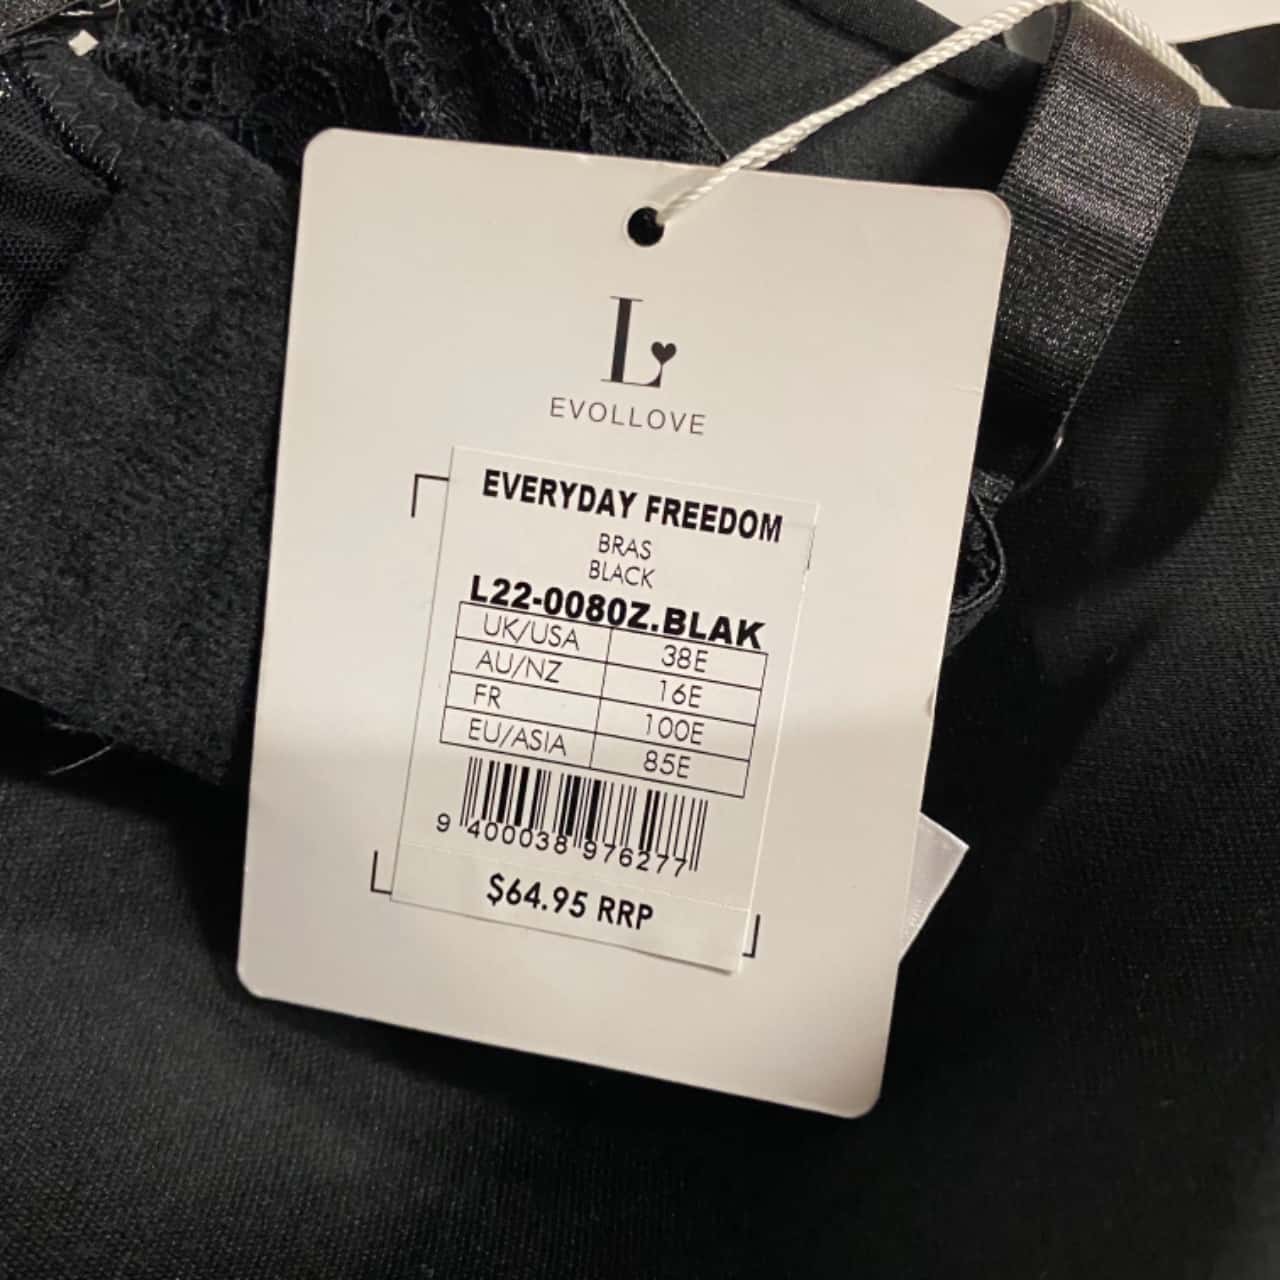 L
EVOLLOVE
EVERYDAY FREEDOM
BRAS
BLACK
L22-0080Z.BLAK
UK/USA 38E
AU/NZ 16E
FR 100E
EU/ASIA 85E
9 400038 976277
$64.95 RRP